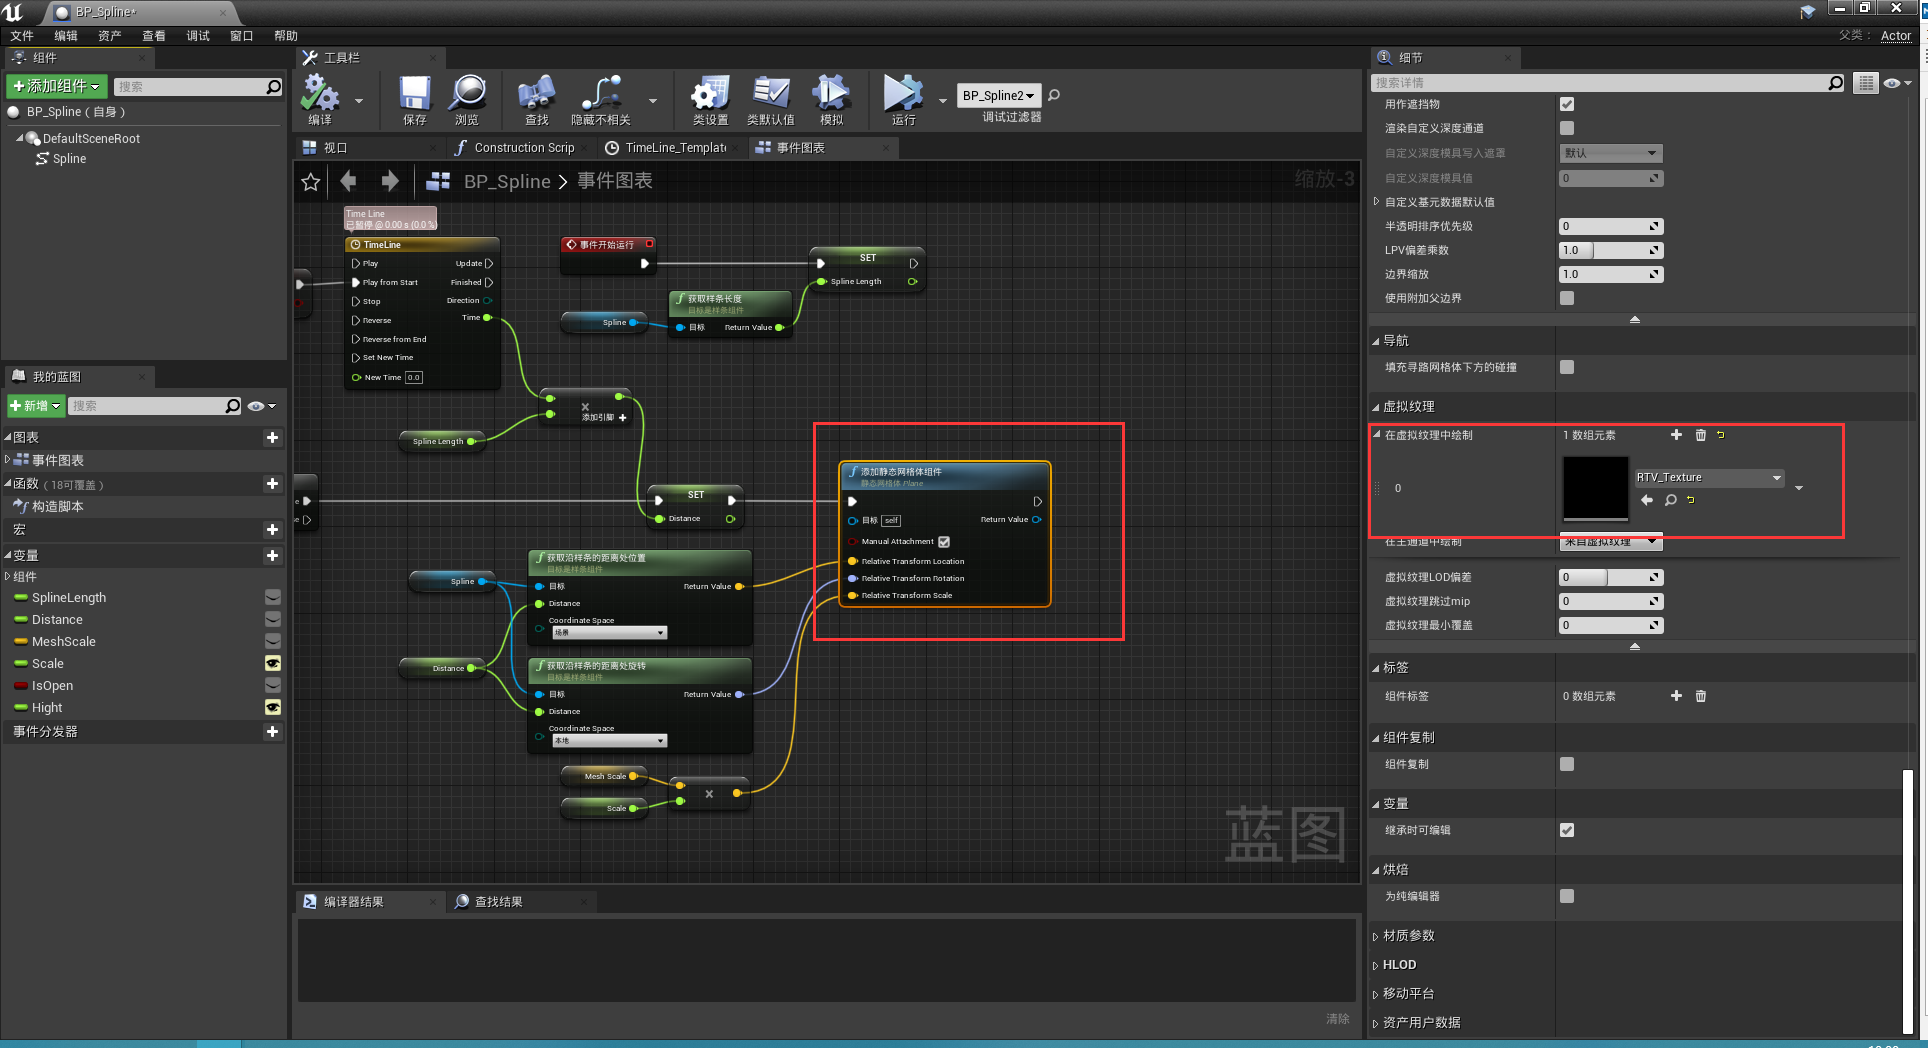 BP_Spline*
文件 编辑 资产 查看 调试 窗口 帮助
父类： Actor
组件
添加组件
搜索
BP_Spline（自身）
DefaultSceneRoot
Spline
我的蓝图
新增
搜索
图表
事件图表
函数（18可覆盖）
构造脚本
宏
变量
组件
SplineLength
Distance
MeshScale
Scale
IsOpen
Hight
事件分发器
工具栏
编译
保存
浏览
查找
隐藏不相关
类设置
类默认值
模拟
运行
BP_Spline2
调试过滤器
视口
Construction Scrip
TimeLine_Templat
事件图表
BP_Spline > 事件图表
缩放-3
Time Line
已暂停 @ 0.00 s (0.0 %)
TimeLine
Play Update
Play from Start Finished
Stop Direction
Reverse Time
Reverse from End
Set New Time
New Time 0.0
事件开始运行
SET
Spline Length
Spline
获取样条长度
目标是样条组件
目标 Return Value
添加引脚
Spline Length
SET
Distance
添加静态网格体组件
静态网格体 Plane
目标 self Return Value
Manual Attachment
Relative Transform Location
Relative Transform Rotation
Relative Transform Scale
Spline
获取沿样条的距离处位置
目标是样条组件
目标 Return Value
Distance
Coordinate Space
场景
Distance
获取沿样条的距离处旋转
目标是样条组件
目标 Return Value
Distance
Coordinate Space
本地
Mesh Scale
Scale
蓝图
编译器结果
查找结果
清除
细节
搜索详情
用作遮挡物
渲染自定义深度通道
自定义深度模具写入遮罩 默认
自定义深度模具值 0
自定义基元数据默认值
半透明排序优先级 0
LPV偏差乘数 1.0
边界缩放 1.0
使用附加父边界
导航
填充寻路网格体下方的碰撞
虚拟纹理
在虚拟纹理中绘制 1 数组元素
0 RTV_Texture
在主通道中绘制 来自虚拟纹理
虚拟纹理LOD偏差 0
虚拟纹理跳过mip 0
虚拟纹理最小覆盖 0
标签
组件标签 0 数组元素
组件复制
组件复制
变量
继承时可编辑
烘焙
为纯编辑器
材质参数
HLOD
移动平台
资产用户数据